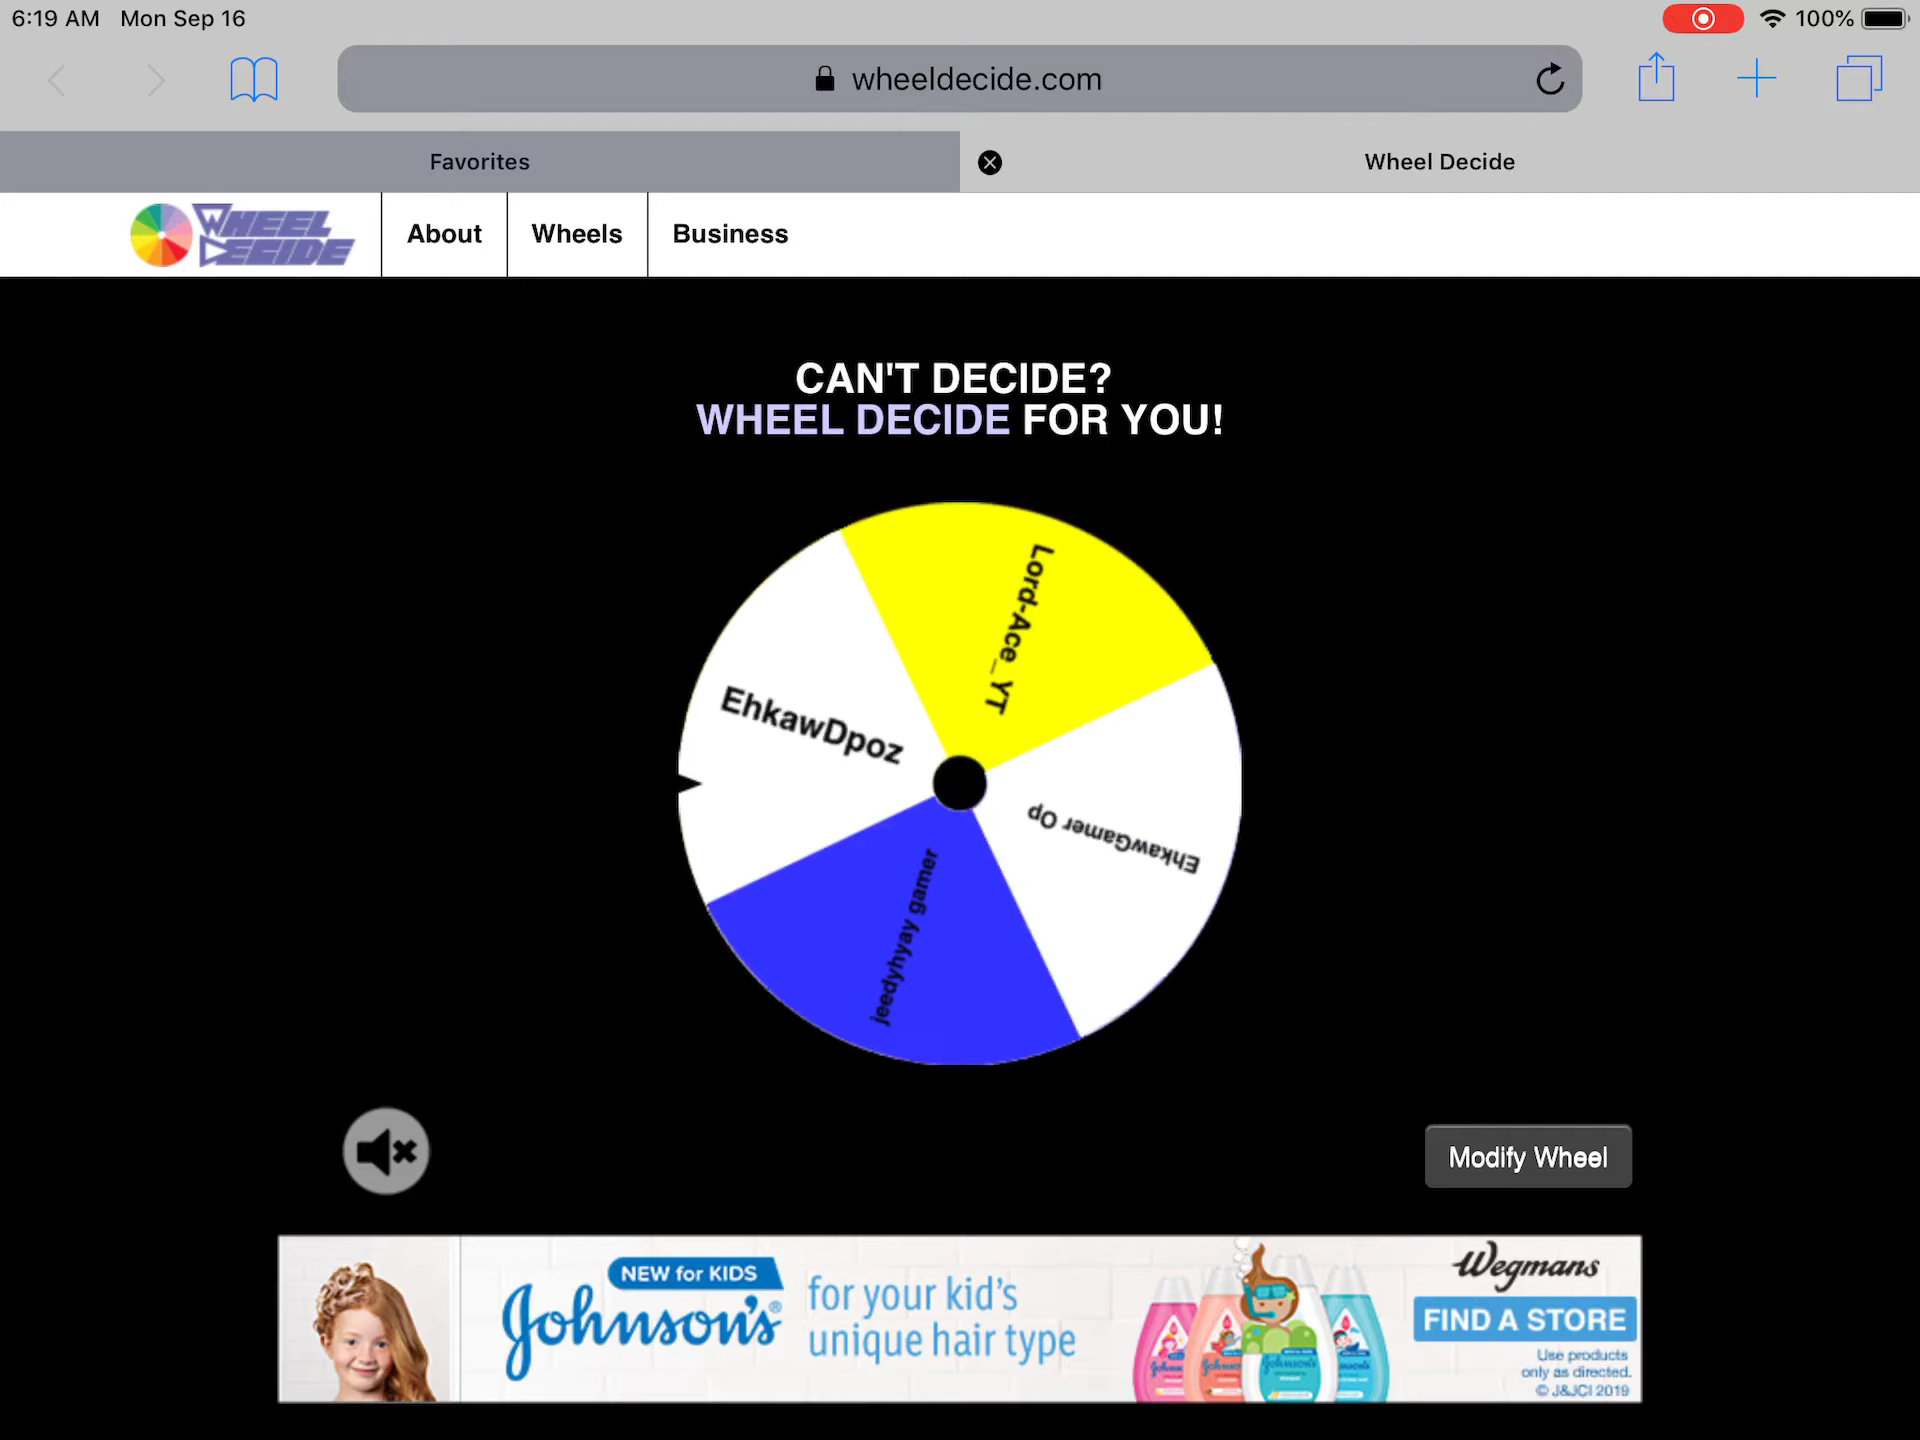 6:19 AM Mon Sep 16
100%
wheeldecide.com
Favorites
Wheel Decide
WHEEL DECIDE
About
Wheels
Business
CAN'T DECIDE?
WHEEL DECIDE FOR YOU!
Lord-Ace_YT
EhkawDpoz
EhkawGamer Op
jeedyhyay gamer
Modify Wheel
NEW for KIDS
Johnson's®
for your kid's
unique hair type
Wegmans
FIND A STORE
Use products
only as directed.
© J&JCI 2019